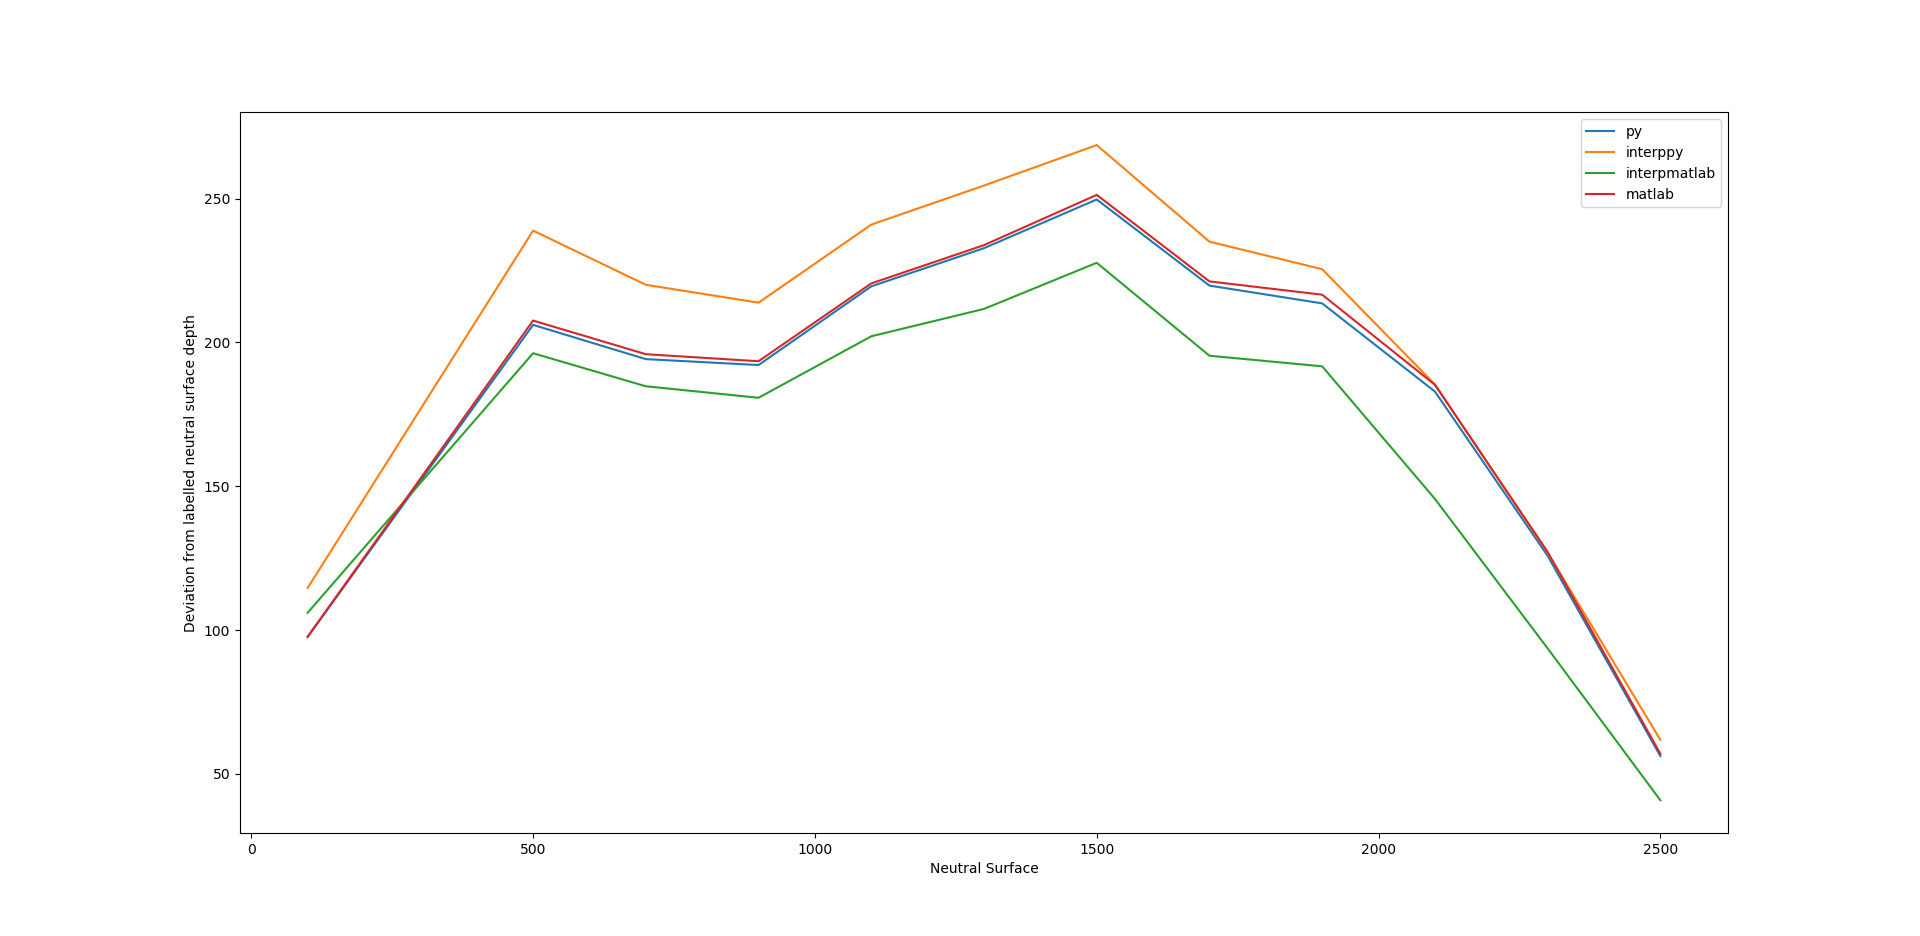 py
interppy
interpmatlab
matlab
250
200
150
100
50
Deviation from labelled neutral surface depth
0 500 1000 1500 2000 2500
Neutral Surface